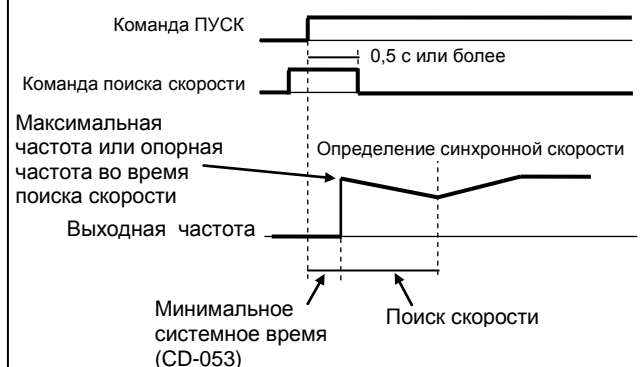 Команда ПУСК
0,5 с или более
Команда поиска скорости
Максимальная
частота или опорная
частота во время
поиска скорости
Определение синхронной скорости
Выходная частота
Минимальное
системное время
(CD-053)
Поиск скорости